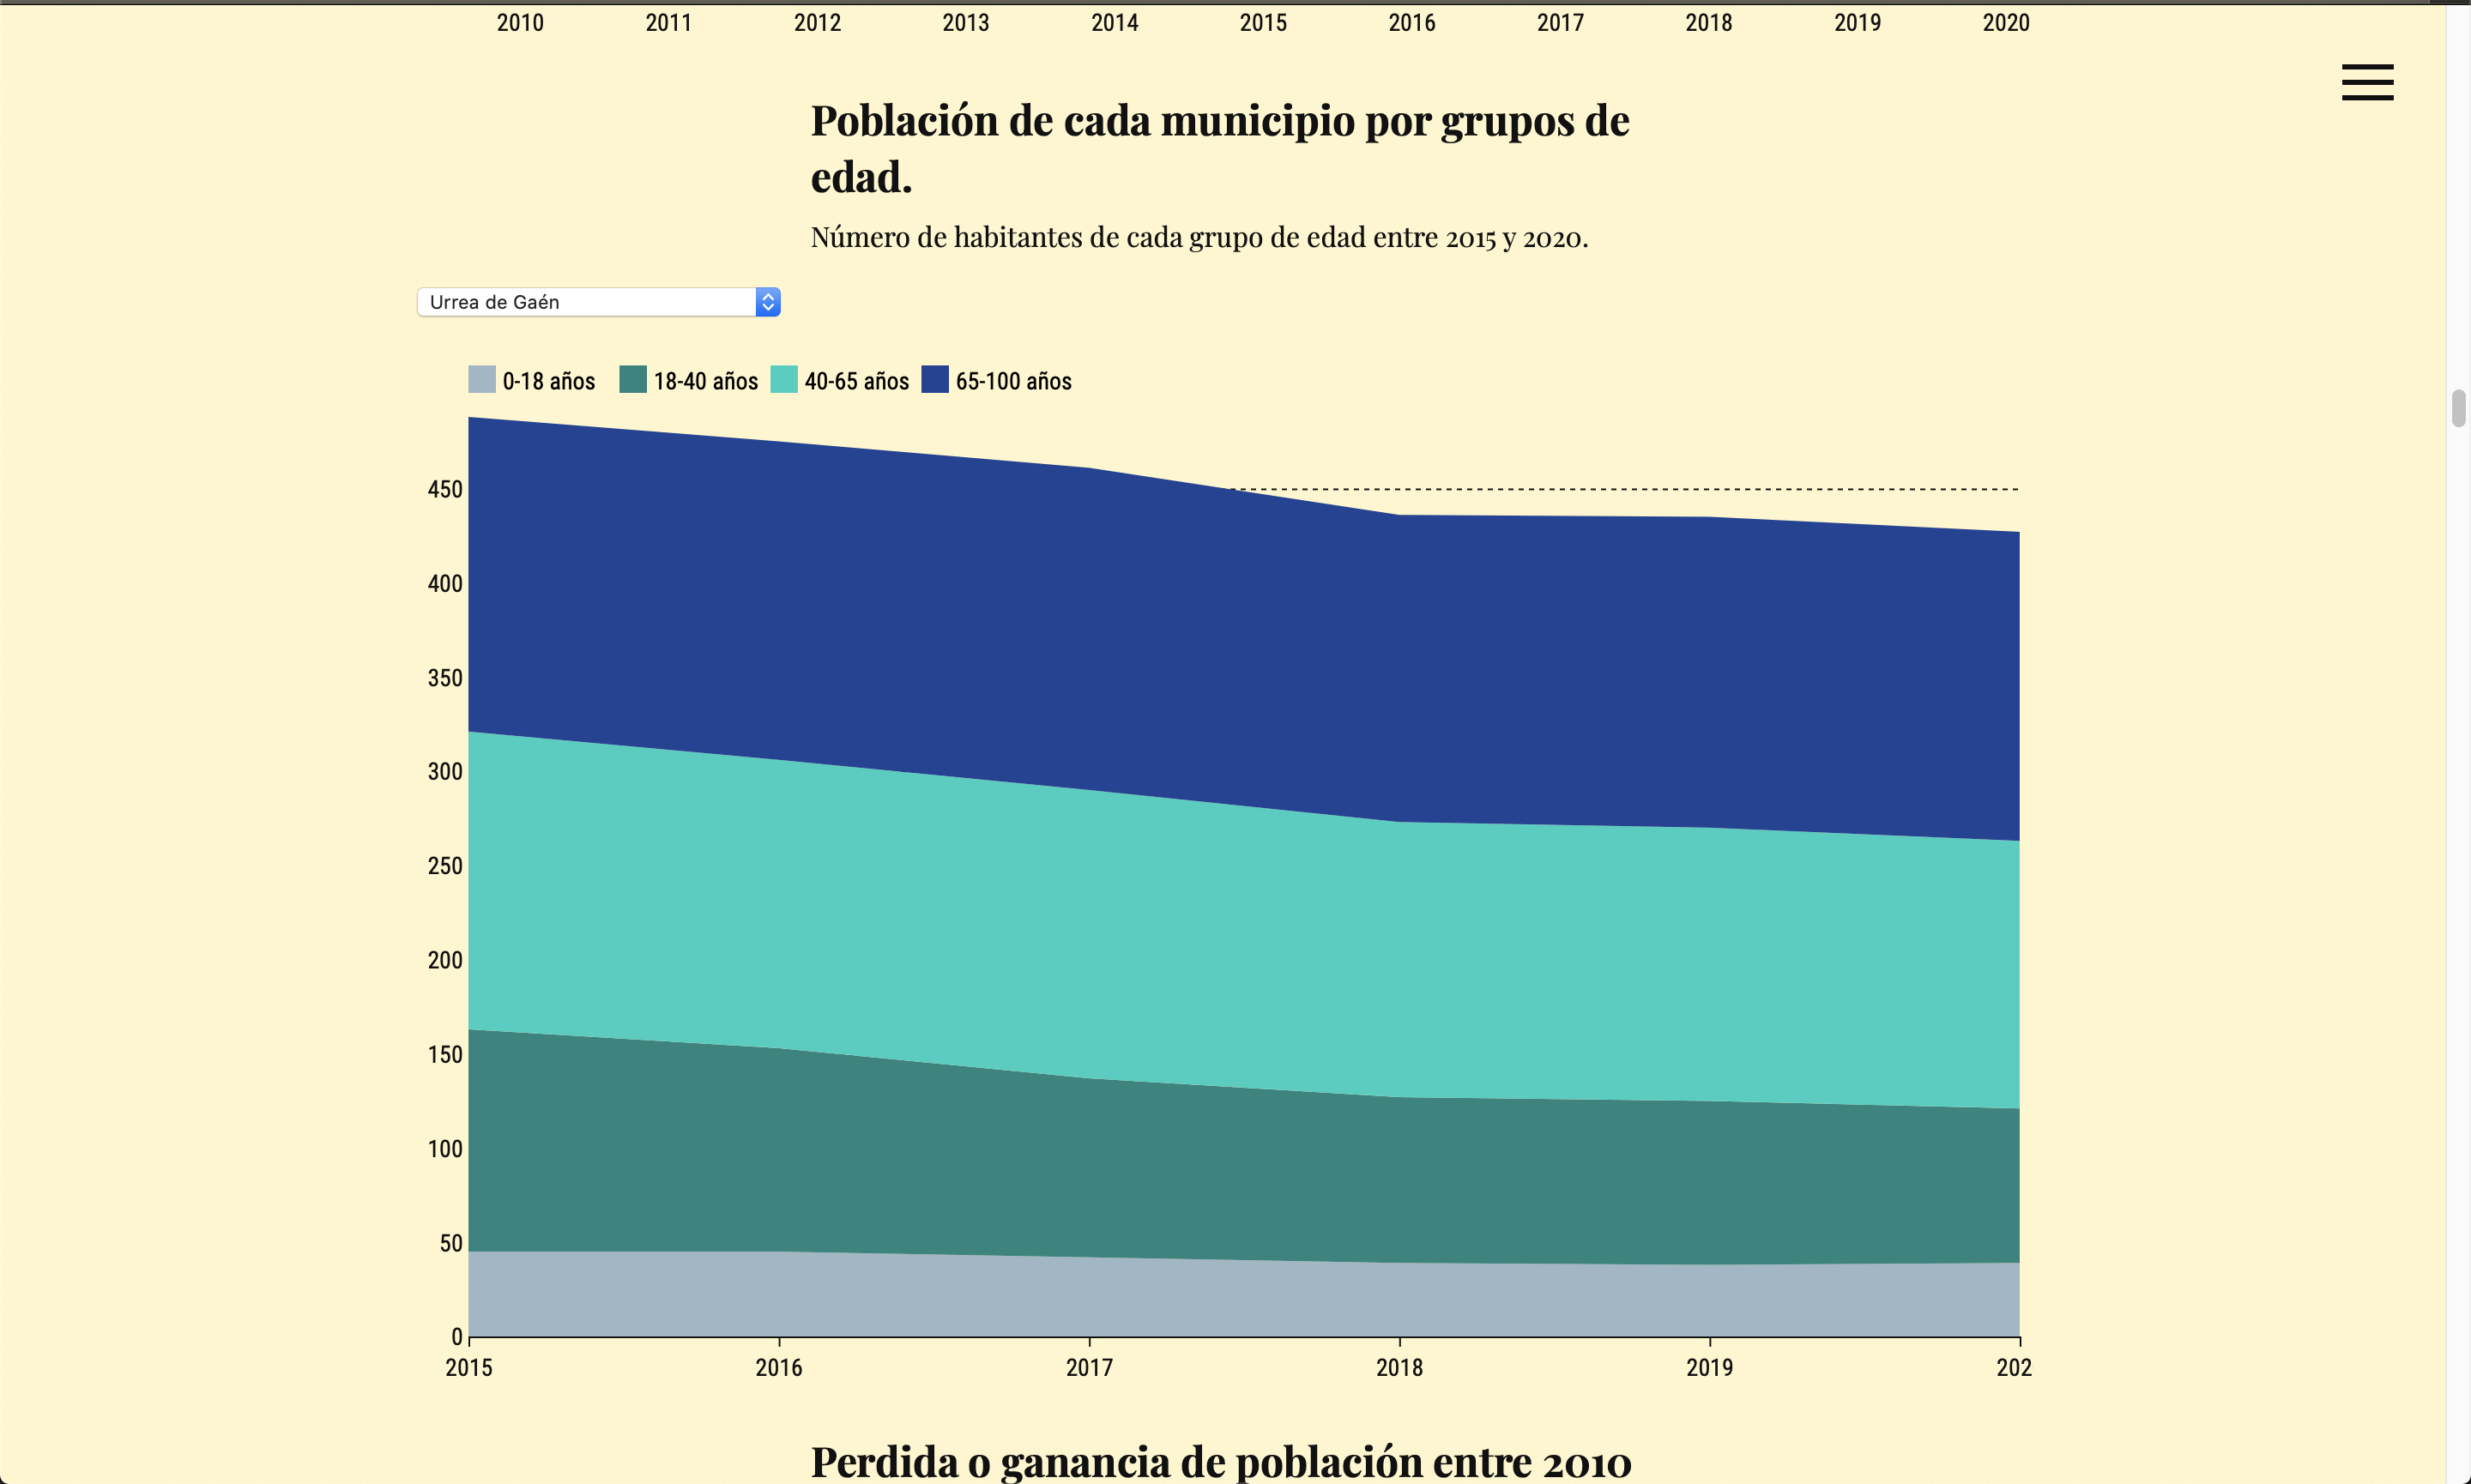 2010 2011 2012 2013 2014 2015 2016 2017 2018 2019 2020
Población de cada municipio por grupos de
edad.
Número de habitantes de cada grupo de edad entre 2015 y 2020.
Urrea de Gaén
0-18 años 18-40 años 40-65 años 65-100 años
450
400
350
300
250
200
150
100
50
0
2015 2016 2017 2018 2019 202
Perdida o ganancia de población entre 2010